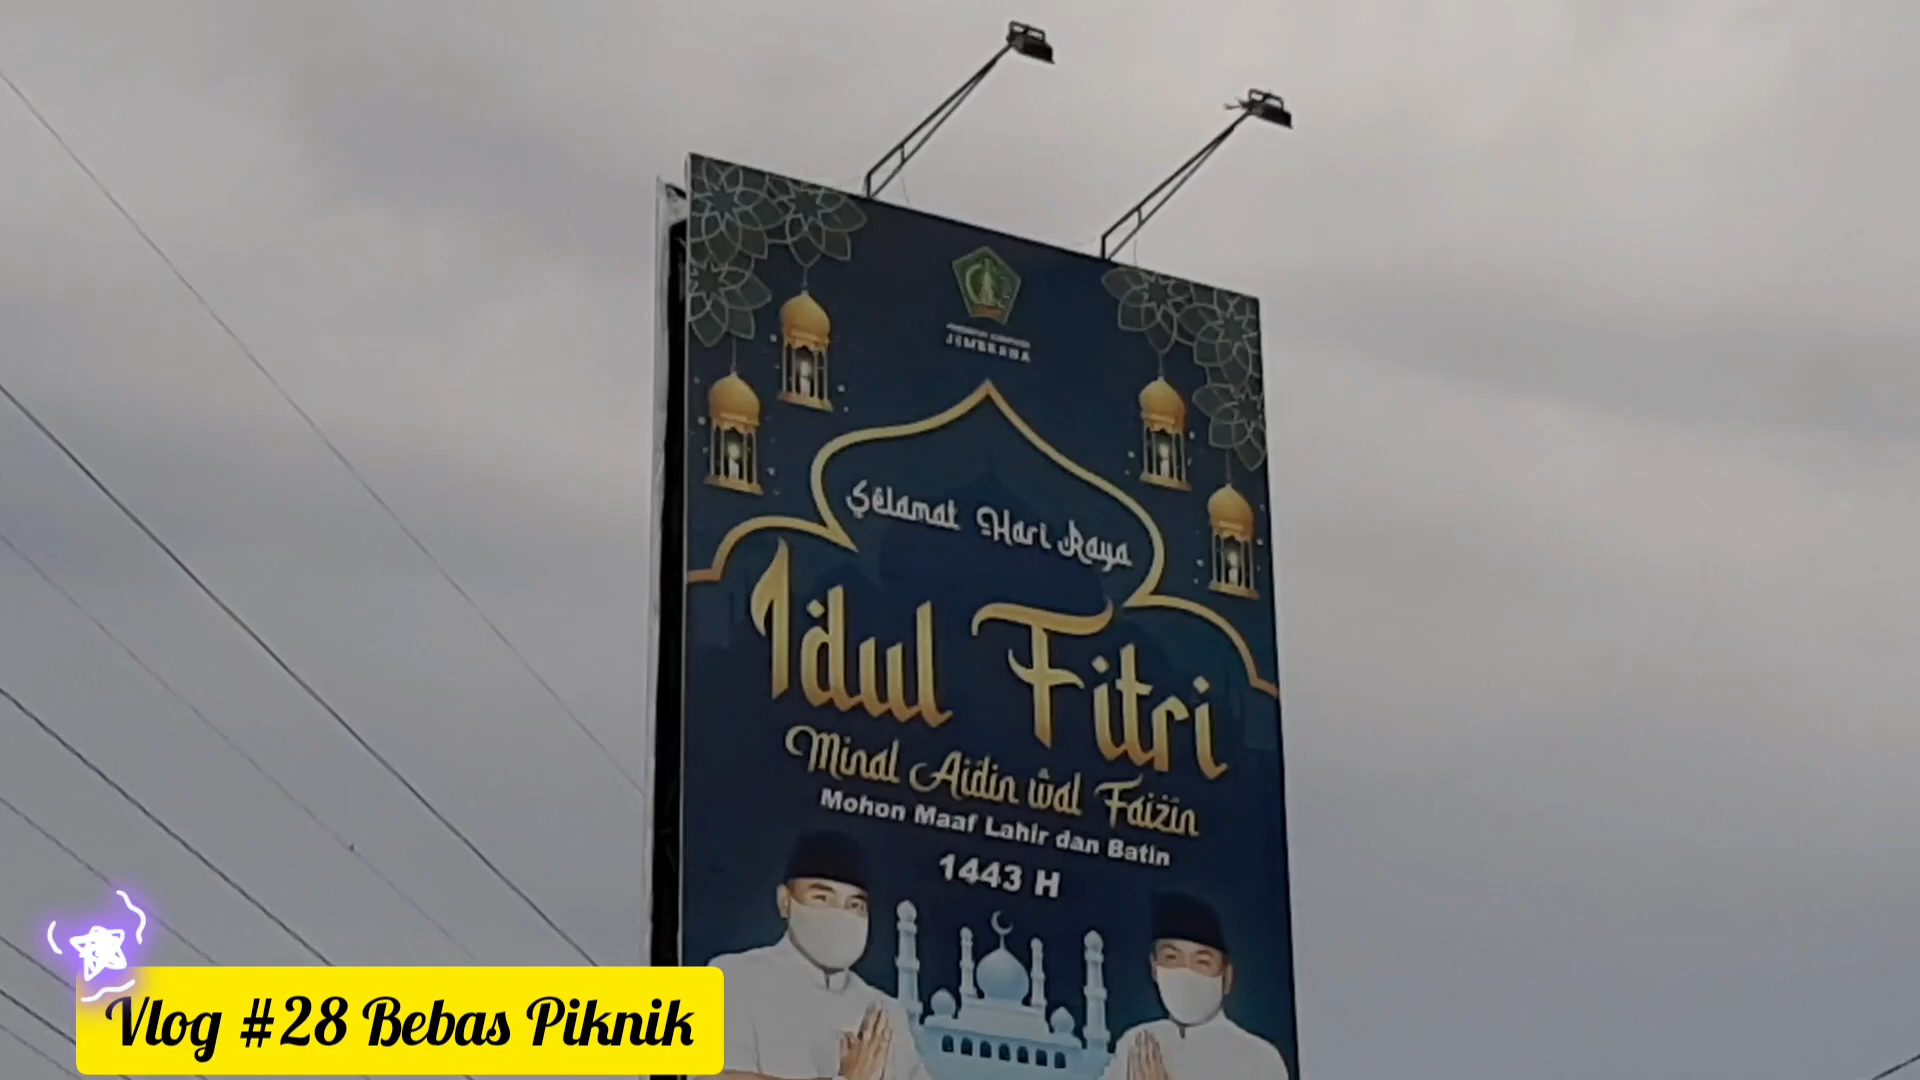 JEMBRANA
Selamat Hari Raya
Idul Fitri
Minal Aidin wal Faizin
Mohon Maaf Lahir dan Batin
1443 H
Vlog #28 Bebas Piknik